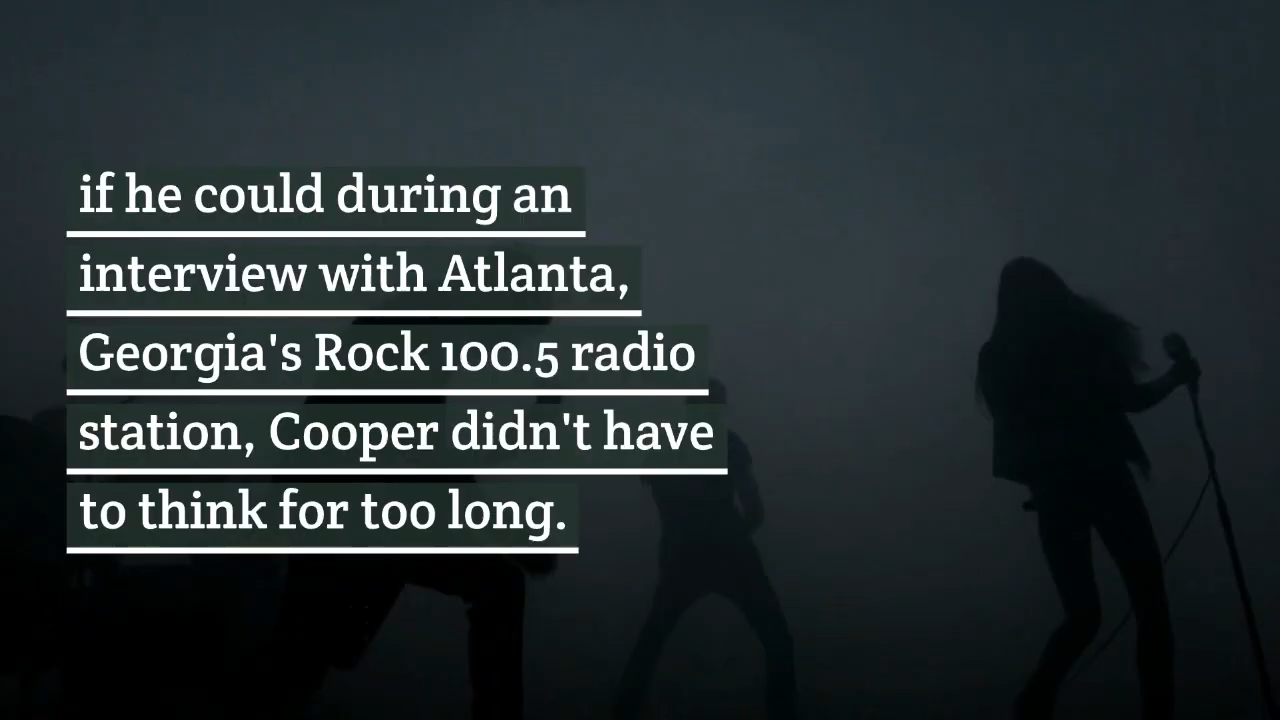 if he could during an
interview with Atlanta,
Georgia's Rock 100.5 radio
station, Cooper didn't have
to think for too long.